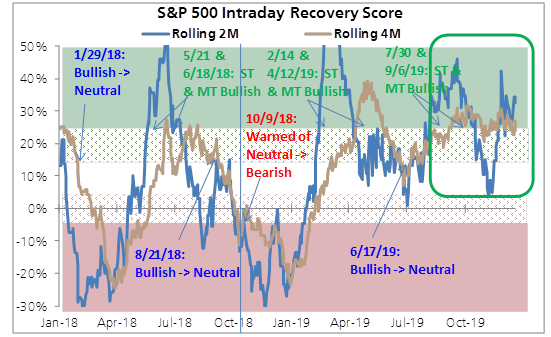 S&P 500 Intraday Recovery Score
Rolling 2M Rolling 4M
50%
40%
30%
20%
10%
0%
-10%
-20%
-30%
1/29/18:
Bullish ->
Neutral
5/21 &
6/18/18: ST
& MT Bullish
2/14 &
4/12/19: ST
& MT Bullish
7/30 &
9/6/19: ST &
MT Bullish
10/9/18:
Warned of
Neutral ->
Bearish
8/21/18:
Bullish -> Neutral
6/17/19:
Bullish -> Neutral
Jan-18 Apr-18 Jul-18 Oct-18 Jan-19 Apr-19 Jul-19 Oct-19